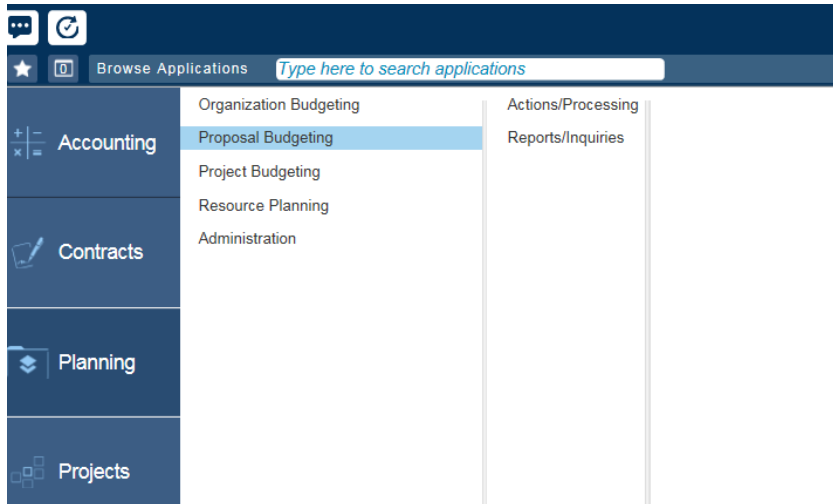 0 Browse Applications Type here to search applications
Accounting
Contracts
Planning
Projects
Organization Budgeting
Proposal Budgeting
Project Budgeting
Resource Planning
Administration
Actions/Processing
Reports/Inquiries